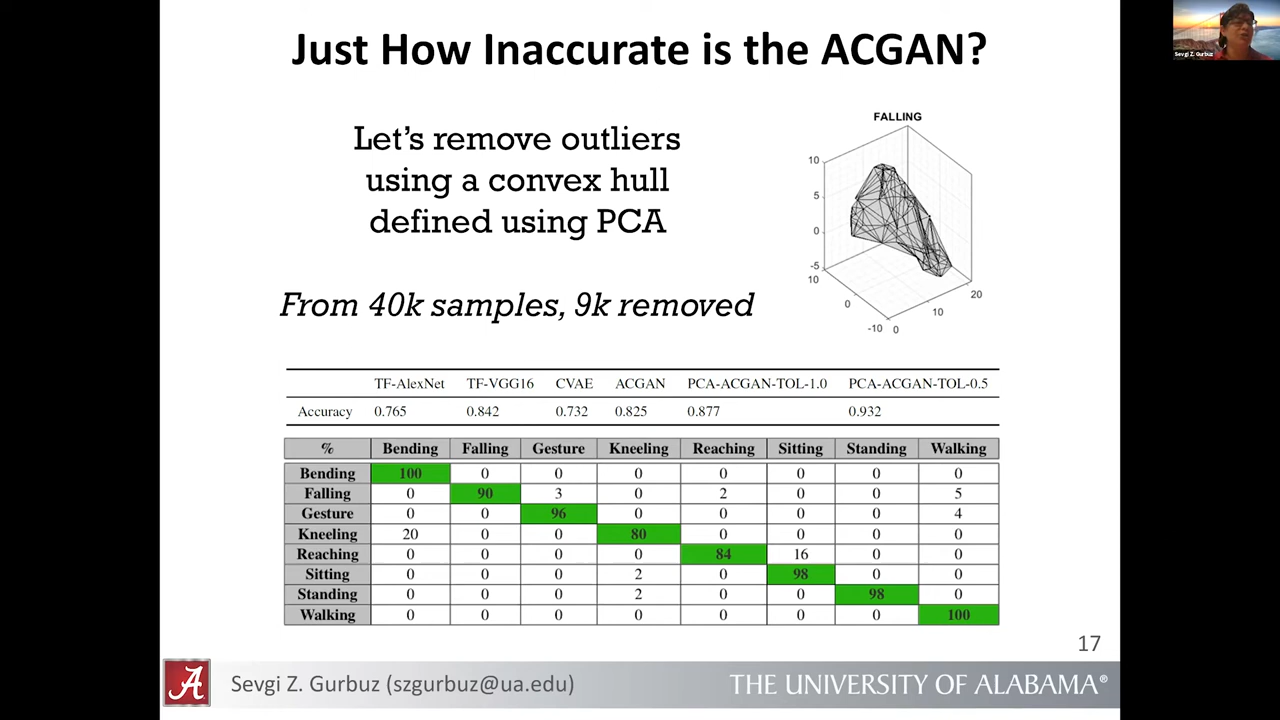 Just How Inaccurate is the ACGAN?
Sevgi Z. Gurbuz
Let's remove outliers
using a convex hull
defined using PCA
From 40k samples, 9k removed
FALLING
10
5
0
-5
10
0
-10
0
10
20
TF-AlexNet TF-VGG16 CVAE ACGAN PCA-ACGAN-TOL-1.0 PCA-ACGAN-TOL-0.5
Accuracy 0.765 0.842 0.732 0.825 0.877 0.932
% Bending Falling Gesture Kneeling Reaching Sitting Standing Walking
Bending 100 0 0 0 0 0 0 0
Falling 0 90 3 0 2 0 0 5
Gesture 0 0 96 0 0 0 0 4
Kneeling 20 0 0 80 0 0 0 0
Reaching 0 0 0 0 84 16 0 0
Sitting 0 0 0 2 0 98 0 0
Standing 0 0 0 2 0 0 98 0
Walking 0 0 0 0 0 0 0 100
17
A
Sevgi Z. Gurbuz (szgurbuz@ua.edu)
THE UNIVERSITY OF ALABAMA®